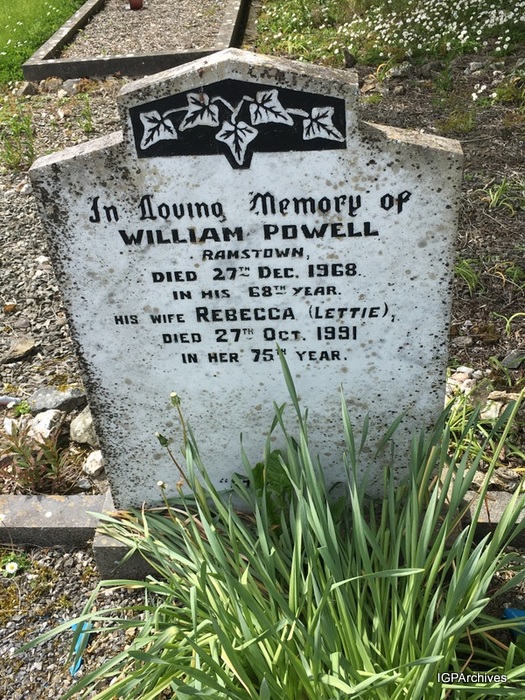 In Loving Memory of
WILLIAM POWELL
RAMSTOWN,
DIED 27TH DEC. 1968.
IN HIS 68TH YEAR.
HIS WIFE REBECCA (LETTIE),
DIED 27TH OCT. 1991
IN HER 75TH YEAR.
IGPArchives